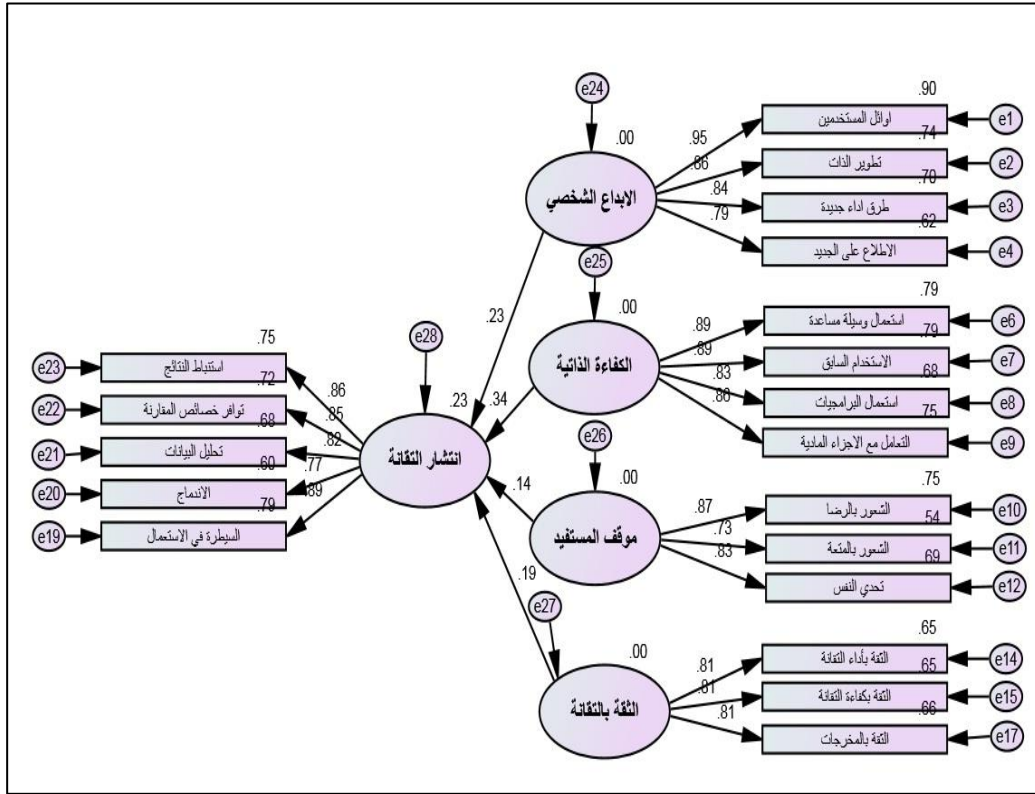 e24
.00
الابداع الشخصي
.95
.86
.84
.79
.90
اوائل المستخدمين
e1
.74
تطوير الذات
e2
.70
طرق اداء جديدة
e3
.62
الاطلاع على الجديد
e4
e25
.00
الكفاءة الذاتية
.89
.89
.83
.86
.79
استعمال وسيلة مساعدة
e6
.79
الاستخدام السابق
e7
.68
استعمال البرامجيات
e8
.75
التعامل مع الاجزاء المادية
e9
e26
.00
موقف المستفيد
.87
.73
.83
.75
الشعور بالرضا
e10
.54
الشعور بالمتعة
e11
.69
تحدي النفس
e12
e27
.00
الثقة بالتقانة
.81
.81
.81
.65
الثقة بأداء التقانة
e14
.65
الثقة بكفاءة التقانة
e15
.66
الثقة بالمخرجات
e17
.23
.34
.14
.19
e28
.23
انتشار التقانة
.86
.85
.82
.77
.89
.75
استنباط النتائج
e23
.72
توافر خصائص المقارنة
e22
.68
تحليل البيانات
e21
.60
الاندماج
e20
.79
السيطرة في الاستعمال
e19